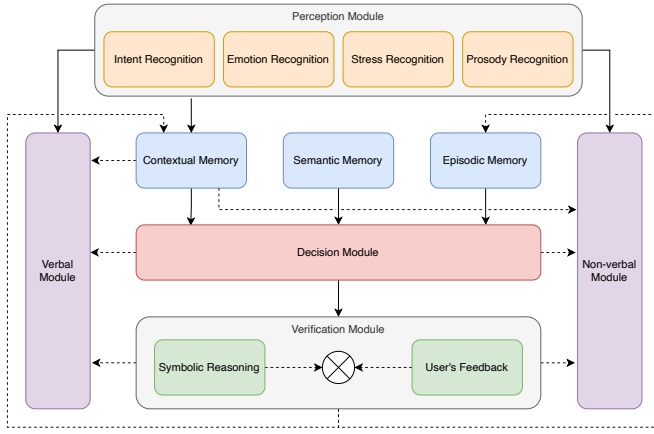 Perception Module
Intent Recognition
Emotion Recognition
Stress Recognition
Prosody Recognition
Contextual Memory
Semantic Memory
Episodic Memory
Verbal
Module
Decision Module
Non-verbal
Module
Verification Module
Symbolic Reasoning
User's Feedback